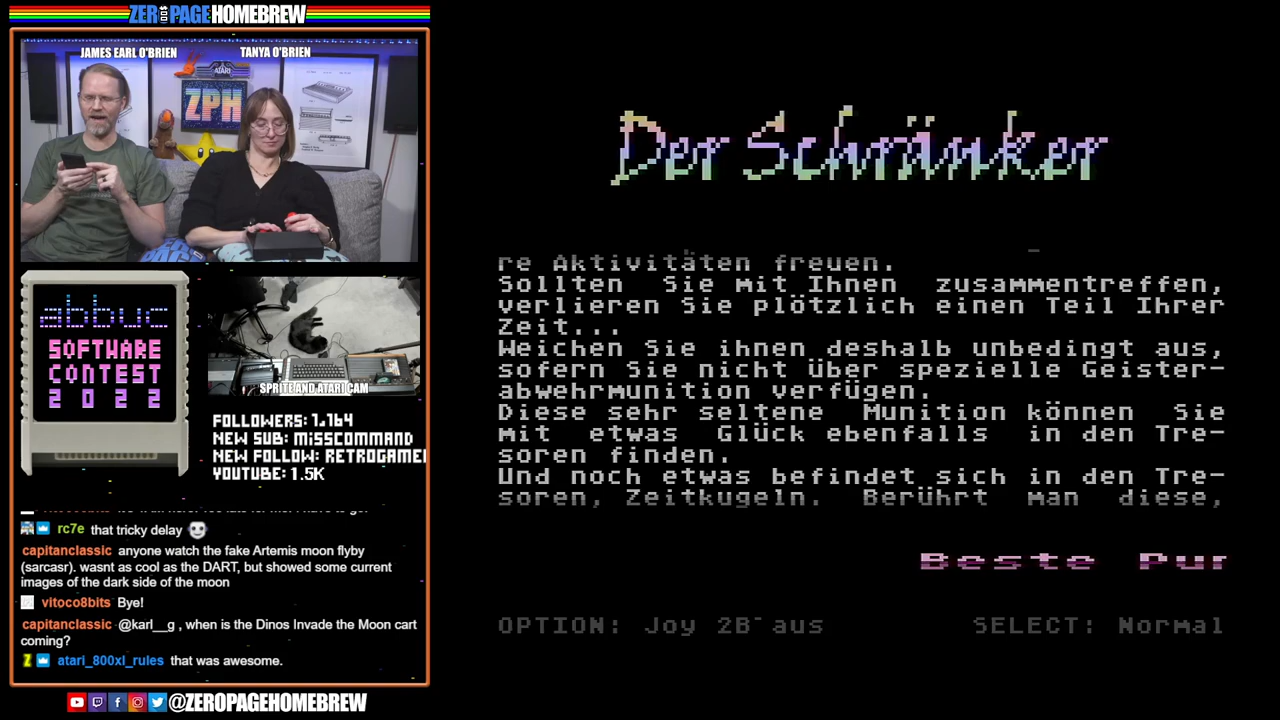 ZEROPAGE HOMEBREW
JAMES EARL O'BRIEN
TANYA O'BRIEN
ATARI
ZPH
abbuc
SOFTWARE
CONTEST
2022
SPRITE AND ATARI CAM
FOLLOWERS: 1,164
NEW SUB: MISSCOMMAND
NEW FOLLOW: RETROGAMER
YOUTUBE: 1.5K
rc7e that tricky delay
capitanclassic anyone watch the fake Artemis moon flyby
(sarcasr). wasnt as cool as the DART, but showed some current
images of the dark side of the moon
vitoco8bits Bye!
capitanclassic @karl__g , when is the Dinos Invade the Moon cart
coming?
atari_800xl_rules that was awesome.
@ZEROPAGEHOMEBREW
Der Schränker
re Aktivitäten freuen.
Sollten Sie mit Ihnen zusammentreffen,
verlieren Sie plötzlich einen Teil Ihrer
Zeit...
Weichen Sie ihnen deshalb unbedingt aus,
sofern Sie nicht über spezielle Geister-
abwehrmunition verfügen.
Diese sehr seltene Munition können Sie
mit etwas Glück ebenfalls in den Tre-
soren finden.
Und noch etwas befindet sich in den Tre-
soren, Zeitkugeln. Berührt man diese,
Beste Pun
OPTION: Joy 2B aus
SELECT: Normal